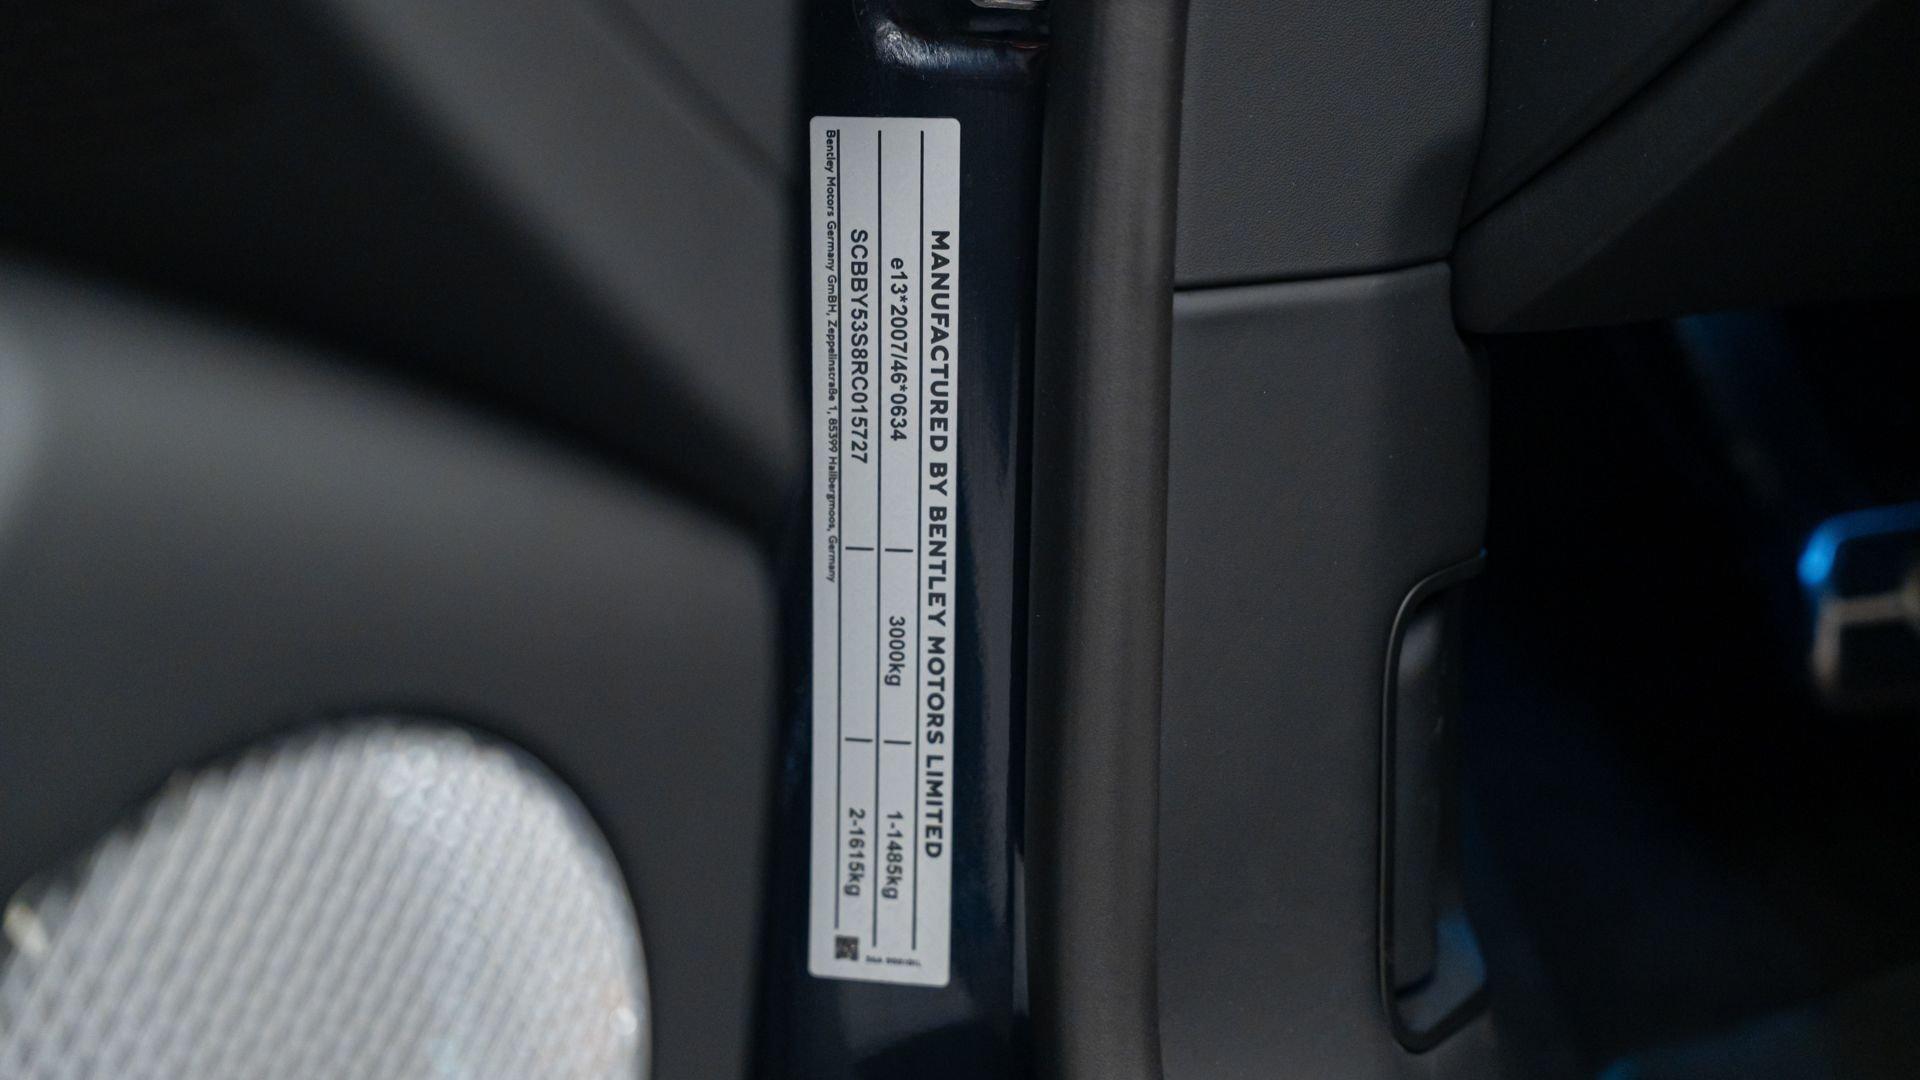 MANUFACTURED BY BENTLEY MOTORS LIMITED
e13*2007/46*0634 | 3000kg | 1-1485kg
SCBBY53S8RC015727 | | 2-1615kg
Bentley Motors Germany GmBH, Zeppelinstraße 1, 85399 Hallbergmoos, Germany